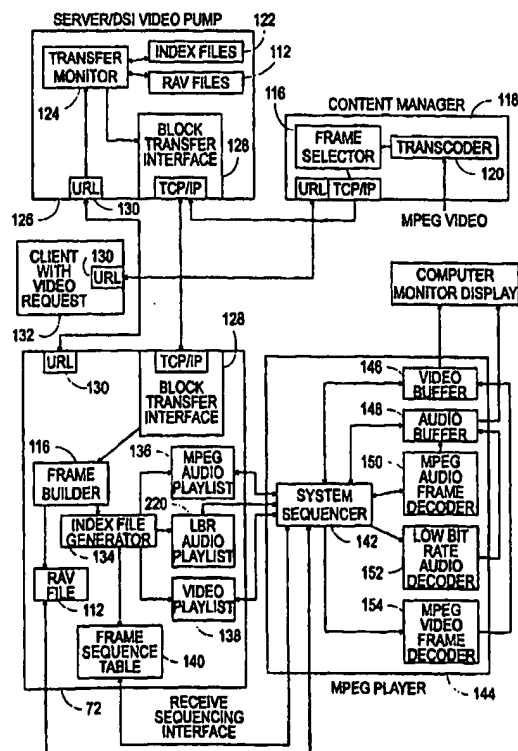 SERVER/DSI VIDEO PUMP
122
INDEX FILES
112
TRANSFER
MONITOR
RAV FILES
124
BLOCK
TRANSFER
INTERFACE
128
URL
130
TCP/IP
126
CONTENT MANAGER
116
118
FRAME
SELECTOR
TRANSCODER
120
URL
TCP/IP
MPEG VIDEO
CLIENT
WITH
VIDEO
REQUEST
130
URL
132
COMPUTER
MONITOR DISPLAY
URL
130
TCP/IP
128
BLOCK TRANSFER
INTERFACE
116
FRAME
BUILDER
136
MPEG
AUDIO
PLAYLIST
INDEX FILE
GENERATOR
134
220
LBR
AUDIO
PLAYLIST
RAV
FILE
112
VIDEO
PLAYLIST
138
FRAME
SEQUENCE
TABLE
140
72
RECEIVE
SEQUENCING
INTERFACE
SYSTEM
SEQUENCER
142
146
VIDEO
BUFFER
148
AUDIO
BUFFER
150
MPEG
AUDIO
FRAME
DECODER
LOW BIT
RATE
AUDIO
DECODER
152
154
MPEG
VIDEO
FRAME
DECODER
MPEG PLAYER
144